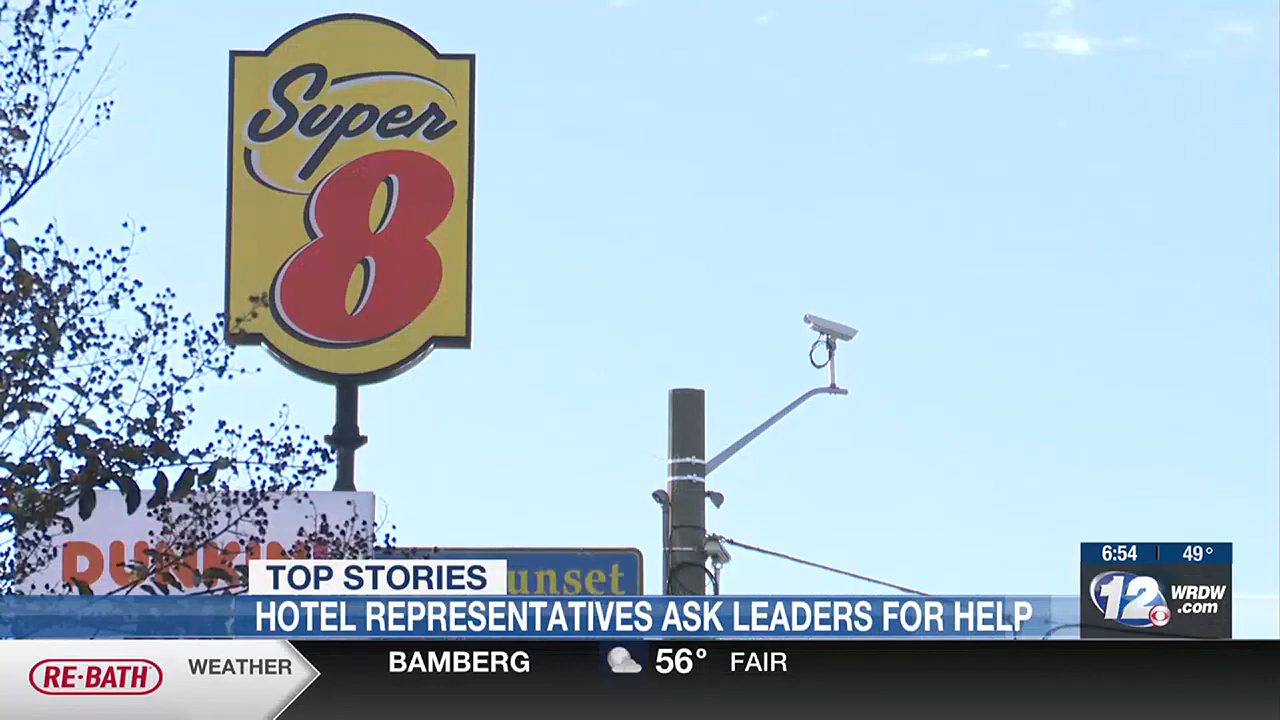 Super
8
DUNKIN'
unset
TOP STORIES
HOTEL REPRESENTATIVES ASK LEADERS FOR HELP
6:54 49°
12 WRDW
.com
RE·BATH WEATHER BAMBERG 56° FAIR